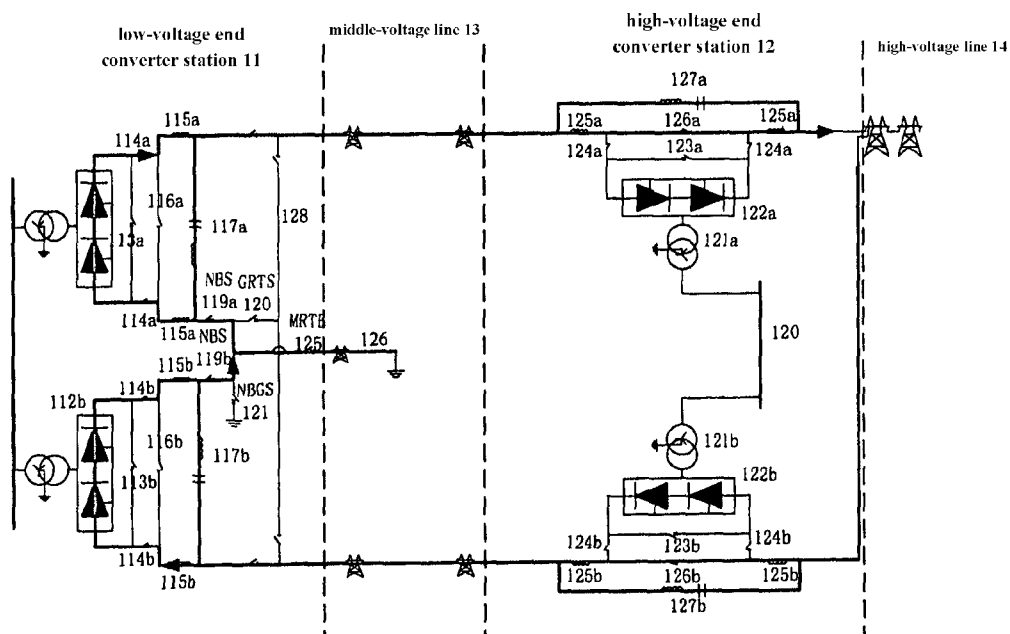 low-voltage end
converter station 11
middle-voltage line 13
high-voltage end
converter station 12
high-voltage line 14
127a
115a
125a
126a
125a
114a
124a
123a
124a
116a
122a
117a
128
13a
121a
NBS GRTS
119a 120
114a
115a
MRTB
NBS
125
126
120
119b
115b
114b
NBGS
112b
121
121b
116b
117b
122b
113b
124b
123b
124b
114b
115b
125b
126b
125b
127b